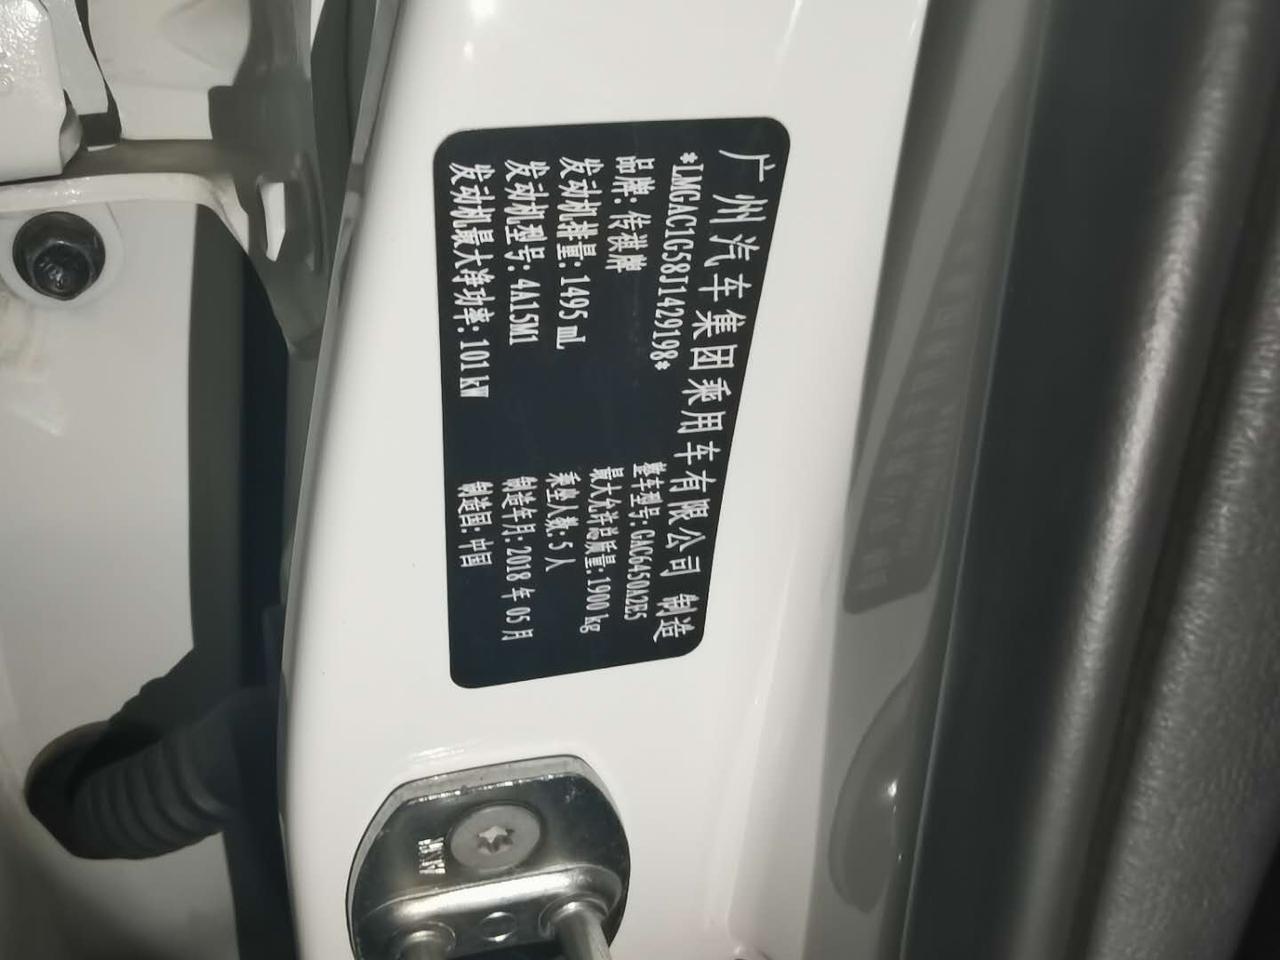 广州汽车集团乘用车有限公司 制造
*LMGAC1G58J1429198*
品牌: 传祺牌
整车型号: GAC6450A2E5
发动机排量: 1495 mL
最大允许总质量: 1900 kg
发动机型号: 4A15M1
乘坐人数: 5 人
发动机最大净功率: 101 kW
制造年月: 2018 年 05 月
制造国: 中国